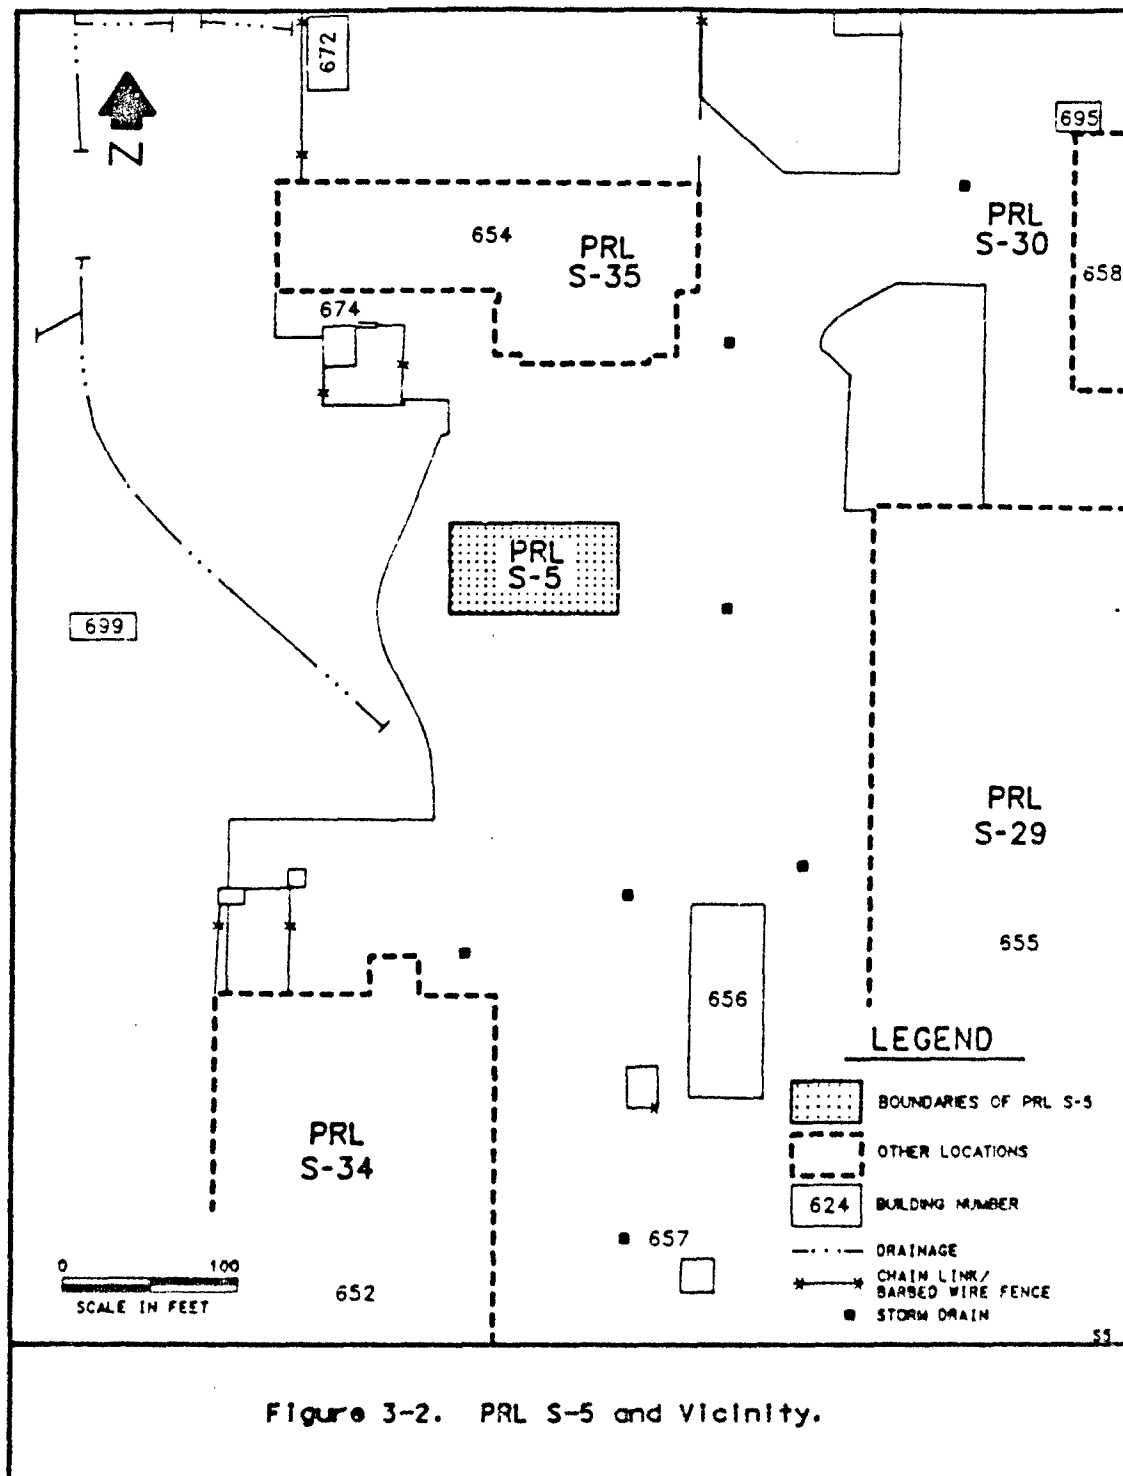 672
N
695
PRL
S-30
654
PRL
S-35
658
674
PRL
S-5
699
PRL
S-29
655
656
LEGEND
BOUNDARIES OF PRL S-5
OTHER LOCATIONS
624 BUILDING NUMBER
DRAINAGE
CHAIN LINK/
BARBED WIRE FENCE
STORM DRAIN
PRL
S-34
657
0 100
SCALE IN FEET
652
S5
Figure 3-2. PRL S-5 and Vicinity.